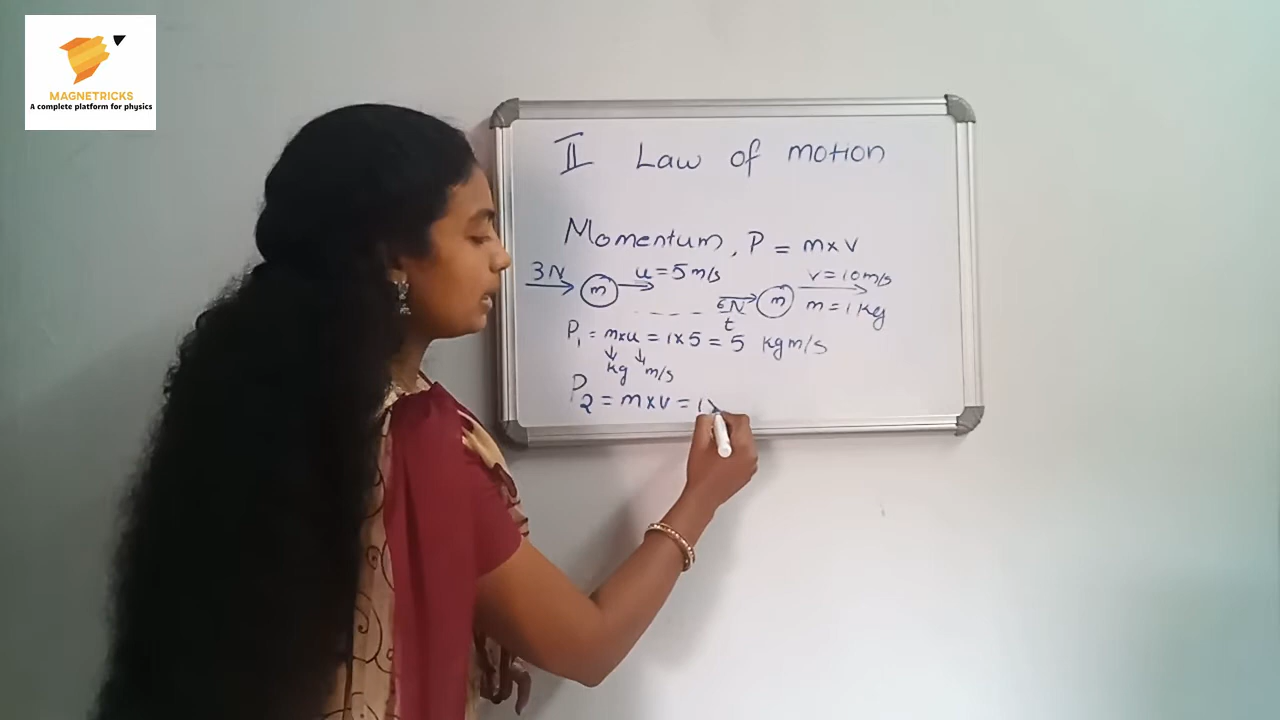 MAGNETRICKS
A complete platform for physics
II Law of motion
Momentum, P = m×v
3N m u = 5 m/s
6N m v = 10 m/s
t m = 1 kg
P1 = m×u = 1×5 = 5 kg m/s
kg m/s
P2 = m×v = 1×